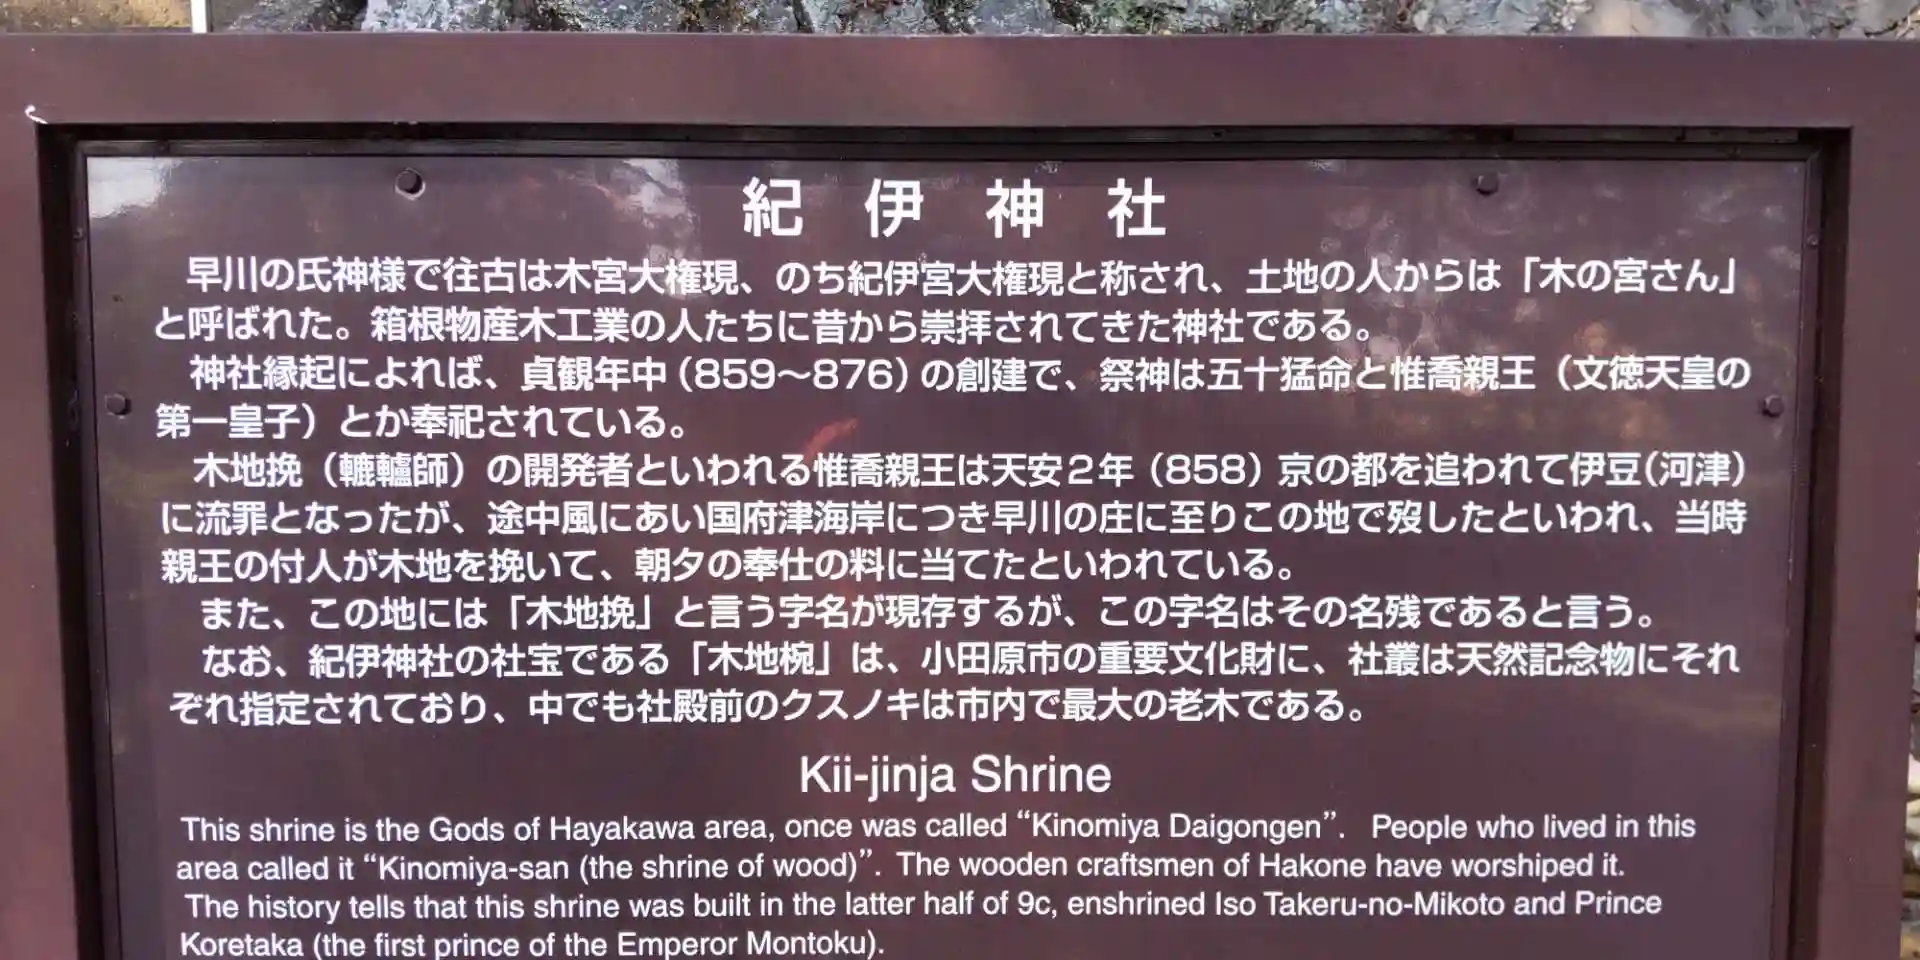 紀伊神社
早川の氏神様で往古は木宮大権現、のち紀伊宮大権現と称され、土地の人からは「木の宮さん」
と呼ばれた。箱根物産木工業の人たちに昔から崇拝されてきた神社である。
神社縁起によれば、貞観年中（859〜876）の創建で、祭神は五十猛命と惟喬親王（文徳天皇の
第一皇子）とか奉祀されている。
木地挽（轆轤師）の開発者といわれる惟喬親王は天安２年（858）京の都を追われて伊豆（河津）
に流罪となったが、途中風にあい国府津海岸につき早川の庄に至りこの地で歿したといわれ、当時
親王の付人が木地を挽いて、朝夕の奉仕の料に当てたといわれている。
また、この地には「木地挽」と言う字名が現存するが、この字名はその名残であると言う。
なお、紀伊神社の社宝である「木地椀」は、小田原市の重要文化財に、社叢は天然記念物にそれ
ぞれ指定されており、中でも社殿前のクスノキは市内で最大の老木である。
Kii-jinja Shrine
This shrine is the Gods of Hayakawa area, once was called “Kinomiya Daigongen”. People who lived in this
area called it “Kinomiya-san (the shrine of wood)”. The wooden craftsmen of Hakone have worshiped it.
The history tells that this shrine was built in the latter half of 9c, enshrined Iso Takeru-no-Mikoto and Prince
Koretaka (the first prince of the Emperor Montoku).